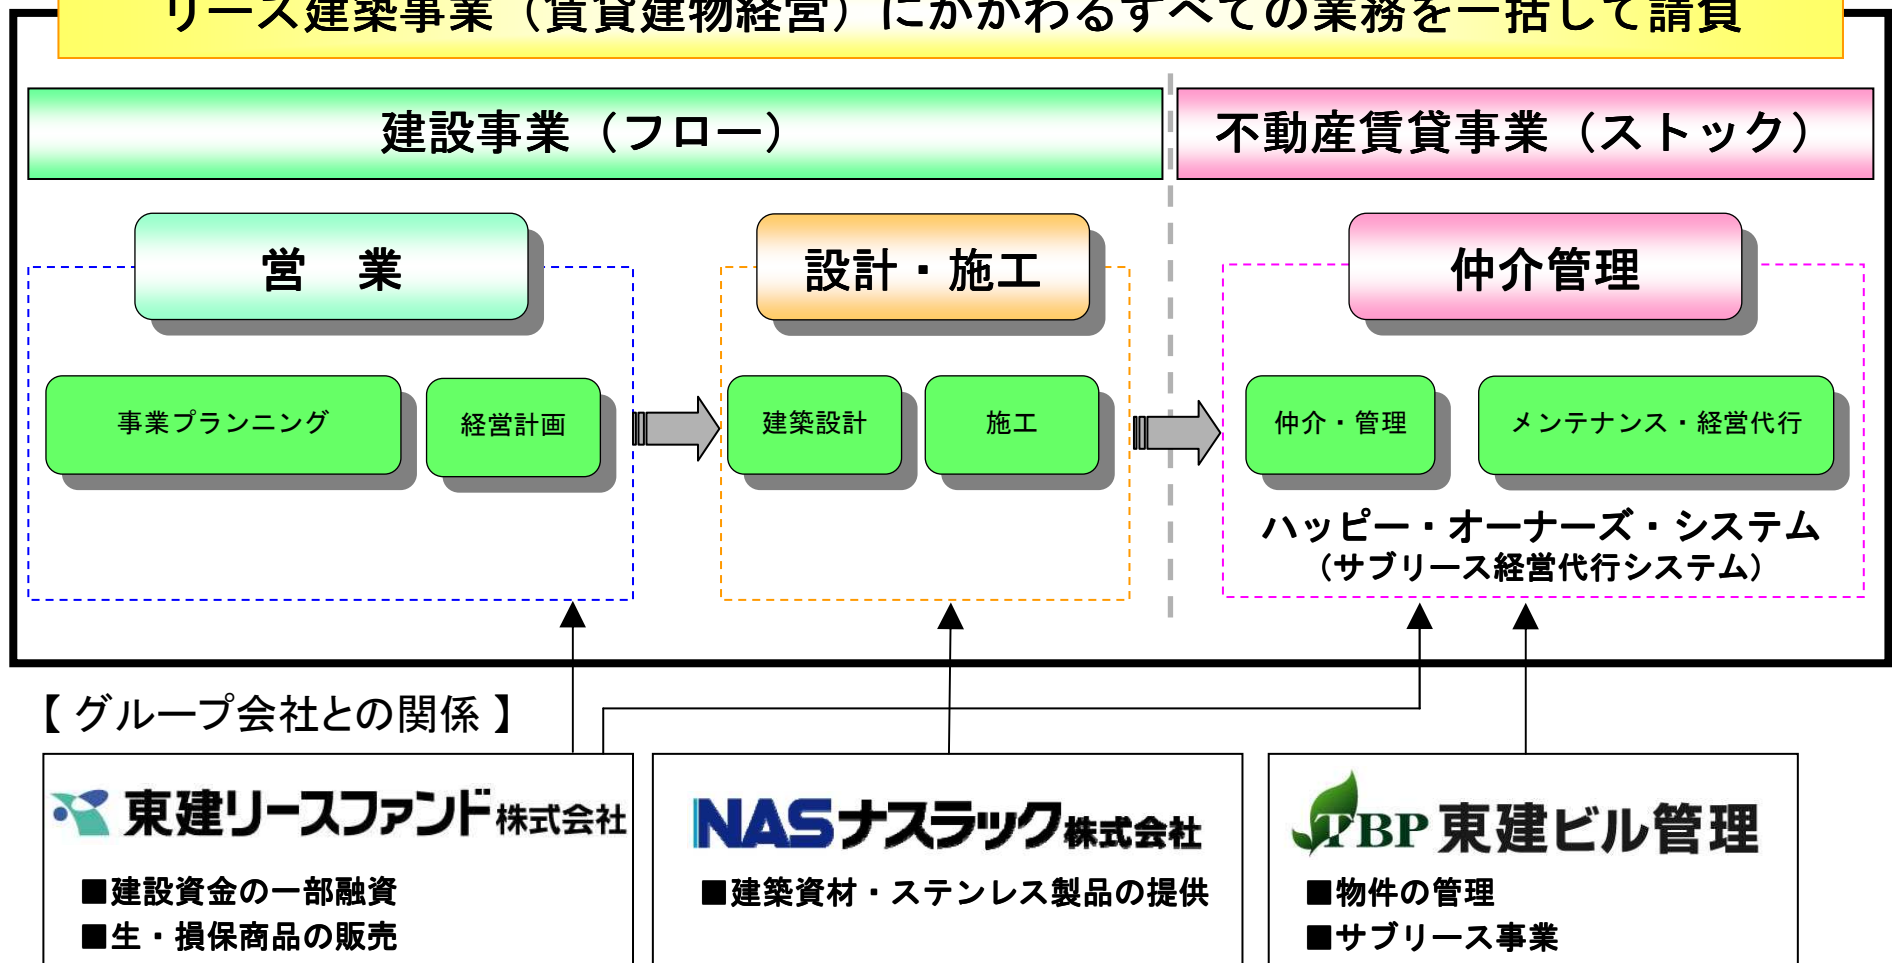 リース建築事業（賃貸建物経営）にかかわるすべての業務を一括して請負
建設事業（フロー）
不動産賃貸事業（ストック）
営　業
設計・施工
仲介管理
事業プランニング
経営計画
建築設計
施工
仲介・管理
メンテナンス・経営代行
ハッピー・オーナーズ・システム
（サブリース経営代行システム）
【 グループ会社との関係 】
東建リースファンド株式会社
■建設資金の一部融資
■生・損保商品の販売
NASナスラック株式会社
■建築資材・ステンレス製品の提供
TBP 東建ビル管理
■物件の管理
■サブリース事業